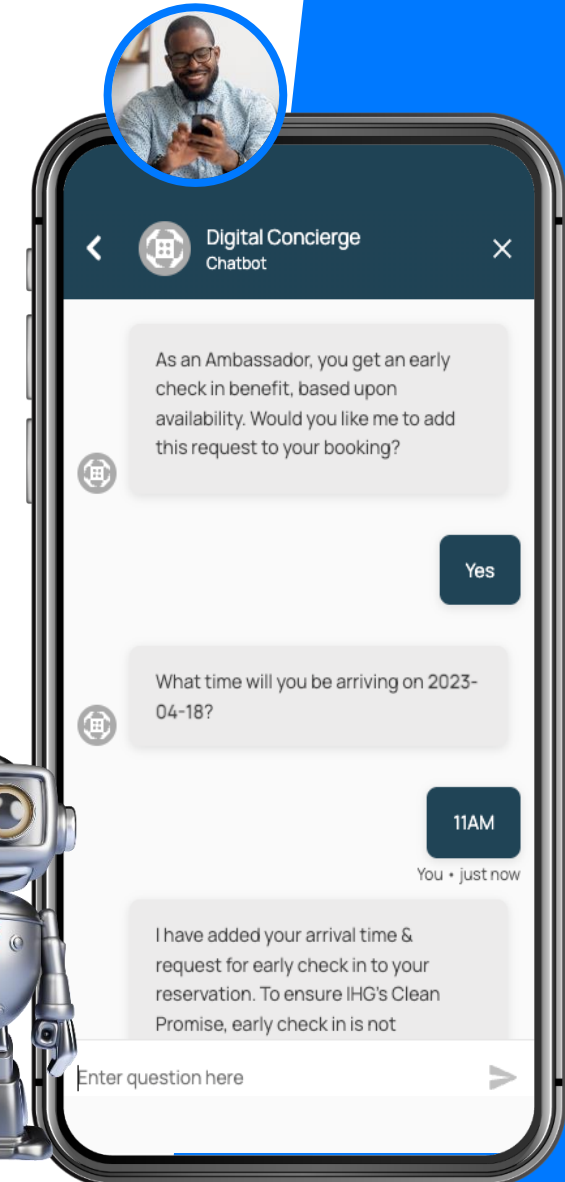 Digital Concierge
Chatbot
As an Ambassador, you get an early
check in benefit, based upon
availability. Would you like me to add
this request to your booking?
Yes
What time will you be arriving on 2023-
04-18?
11AM
You • just now
I have added your arrival time &
request for early check in to your
reservation. To ensure IHG's Clean
Promise, early check in is not
Enter question here